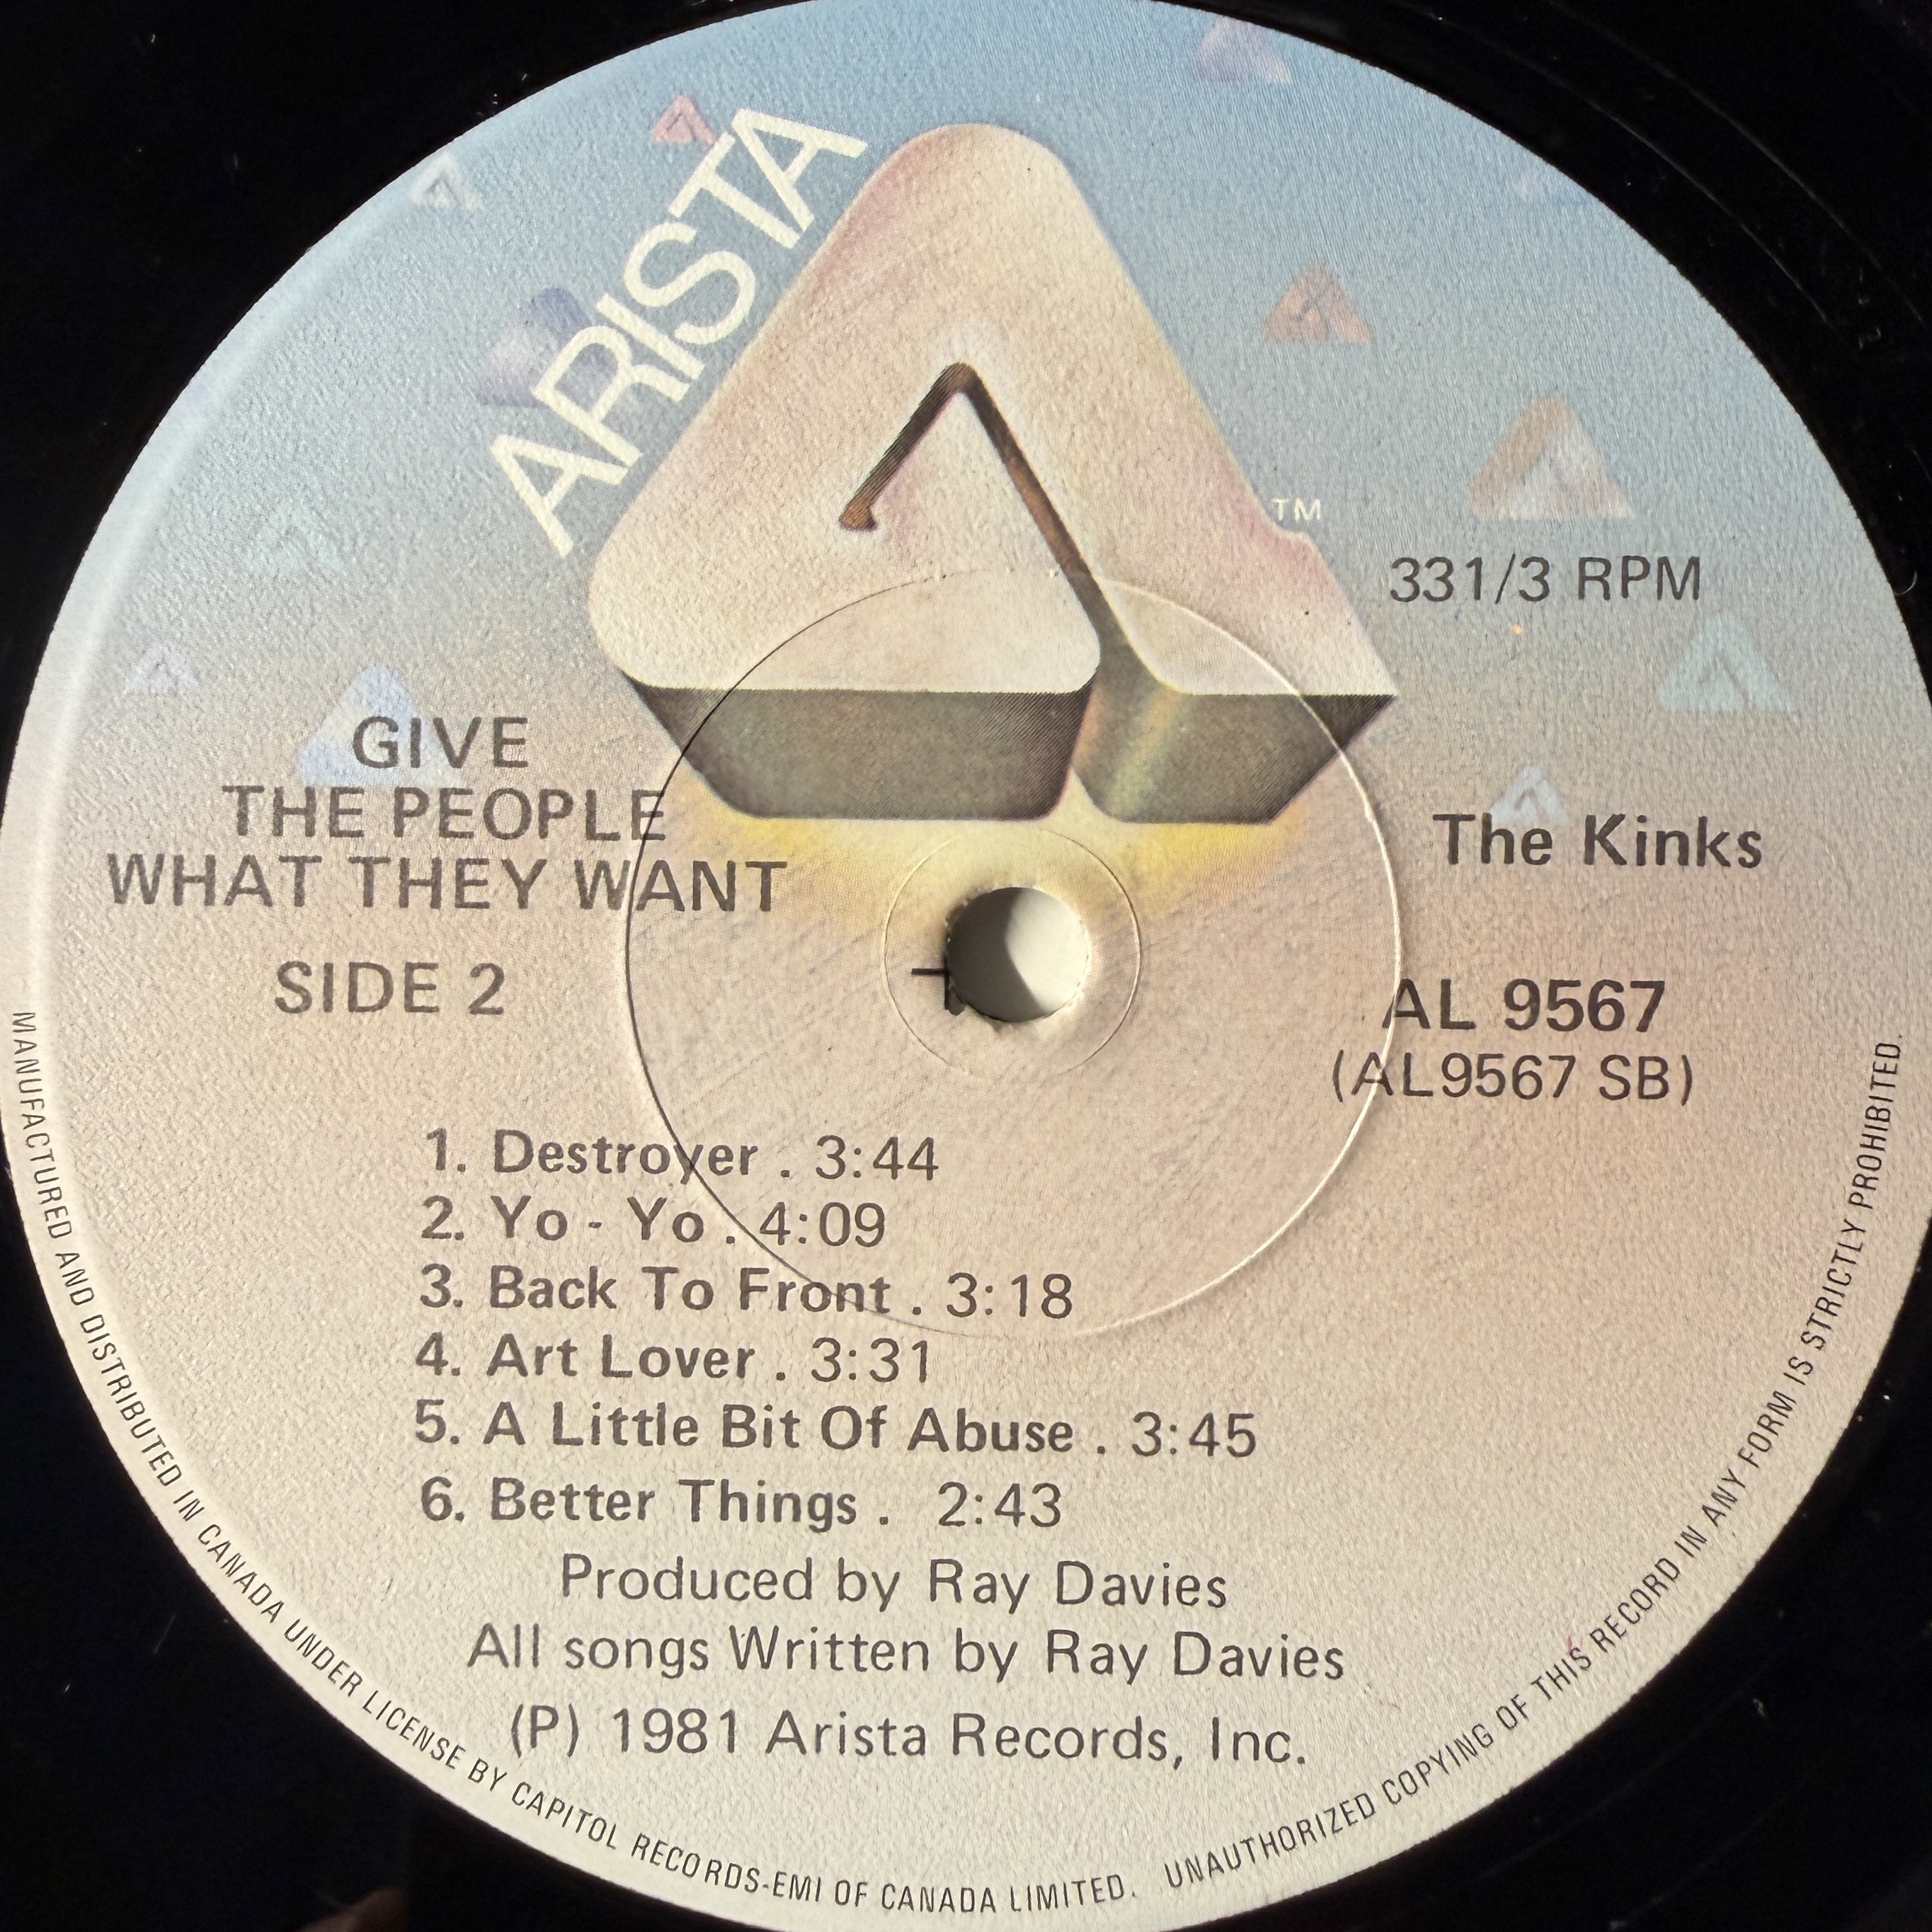 ARISTA
TM
331/3 RPM
GIVE
THE PEOPLE
WHAT THEY WANT
The Kinks
SIDE 2
AL 9567
(AL9567 SB)
1. Destroyer . 3:44
2. Yo - Yo . 4:09
3. Back To Front . 3:18
4. Art Lover . 3:31
5. A Little Bit Of Abuse . 3:45
6. Better Things . 2:43
Produced by Ray Davies
All songs Written by Ray Davies
(P) 1981 Arista Records, Inc.
MANUFACTURED AND DISTRIBUTED IN CANADA UNDER LICENSE BY CAPITOL RECORDS-EMI OF CANADA LIMITED. UNAUTHORIZED COPYING OF THIS RECORD IN ANY FORM IS STRICTLY PROHIBITED.